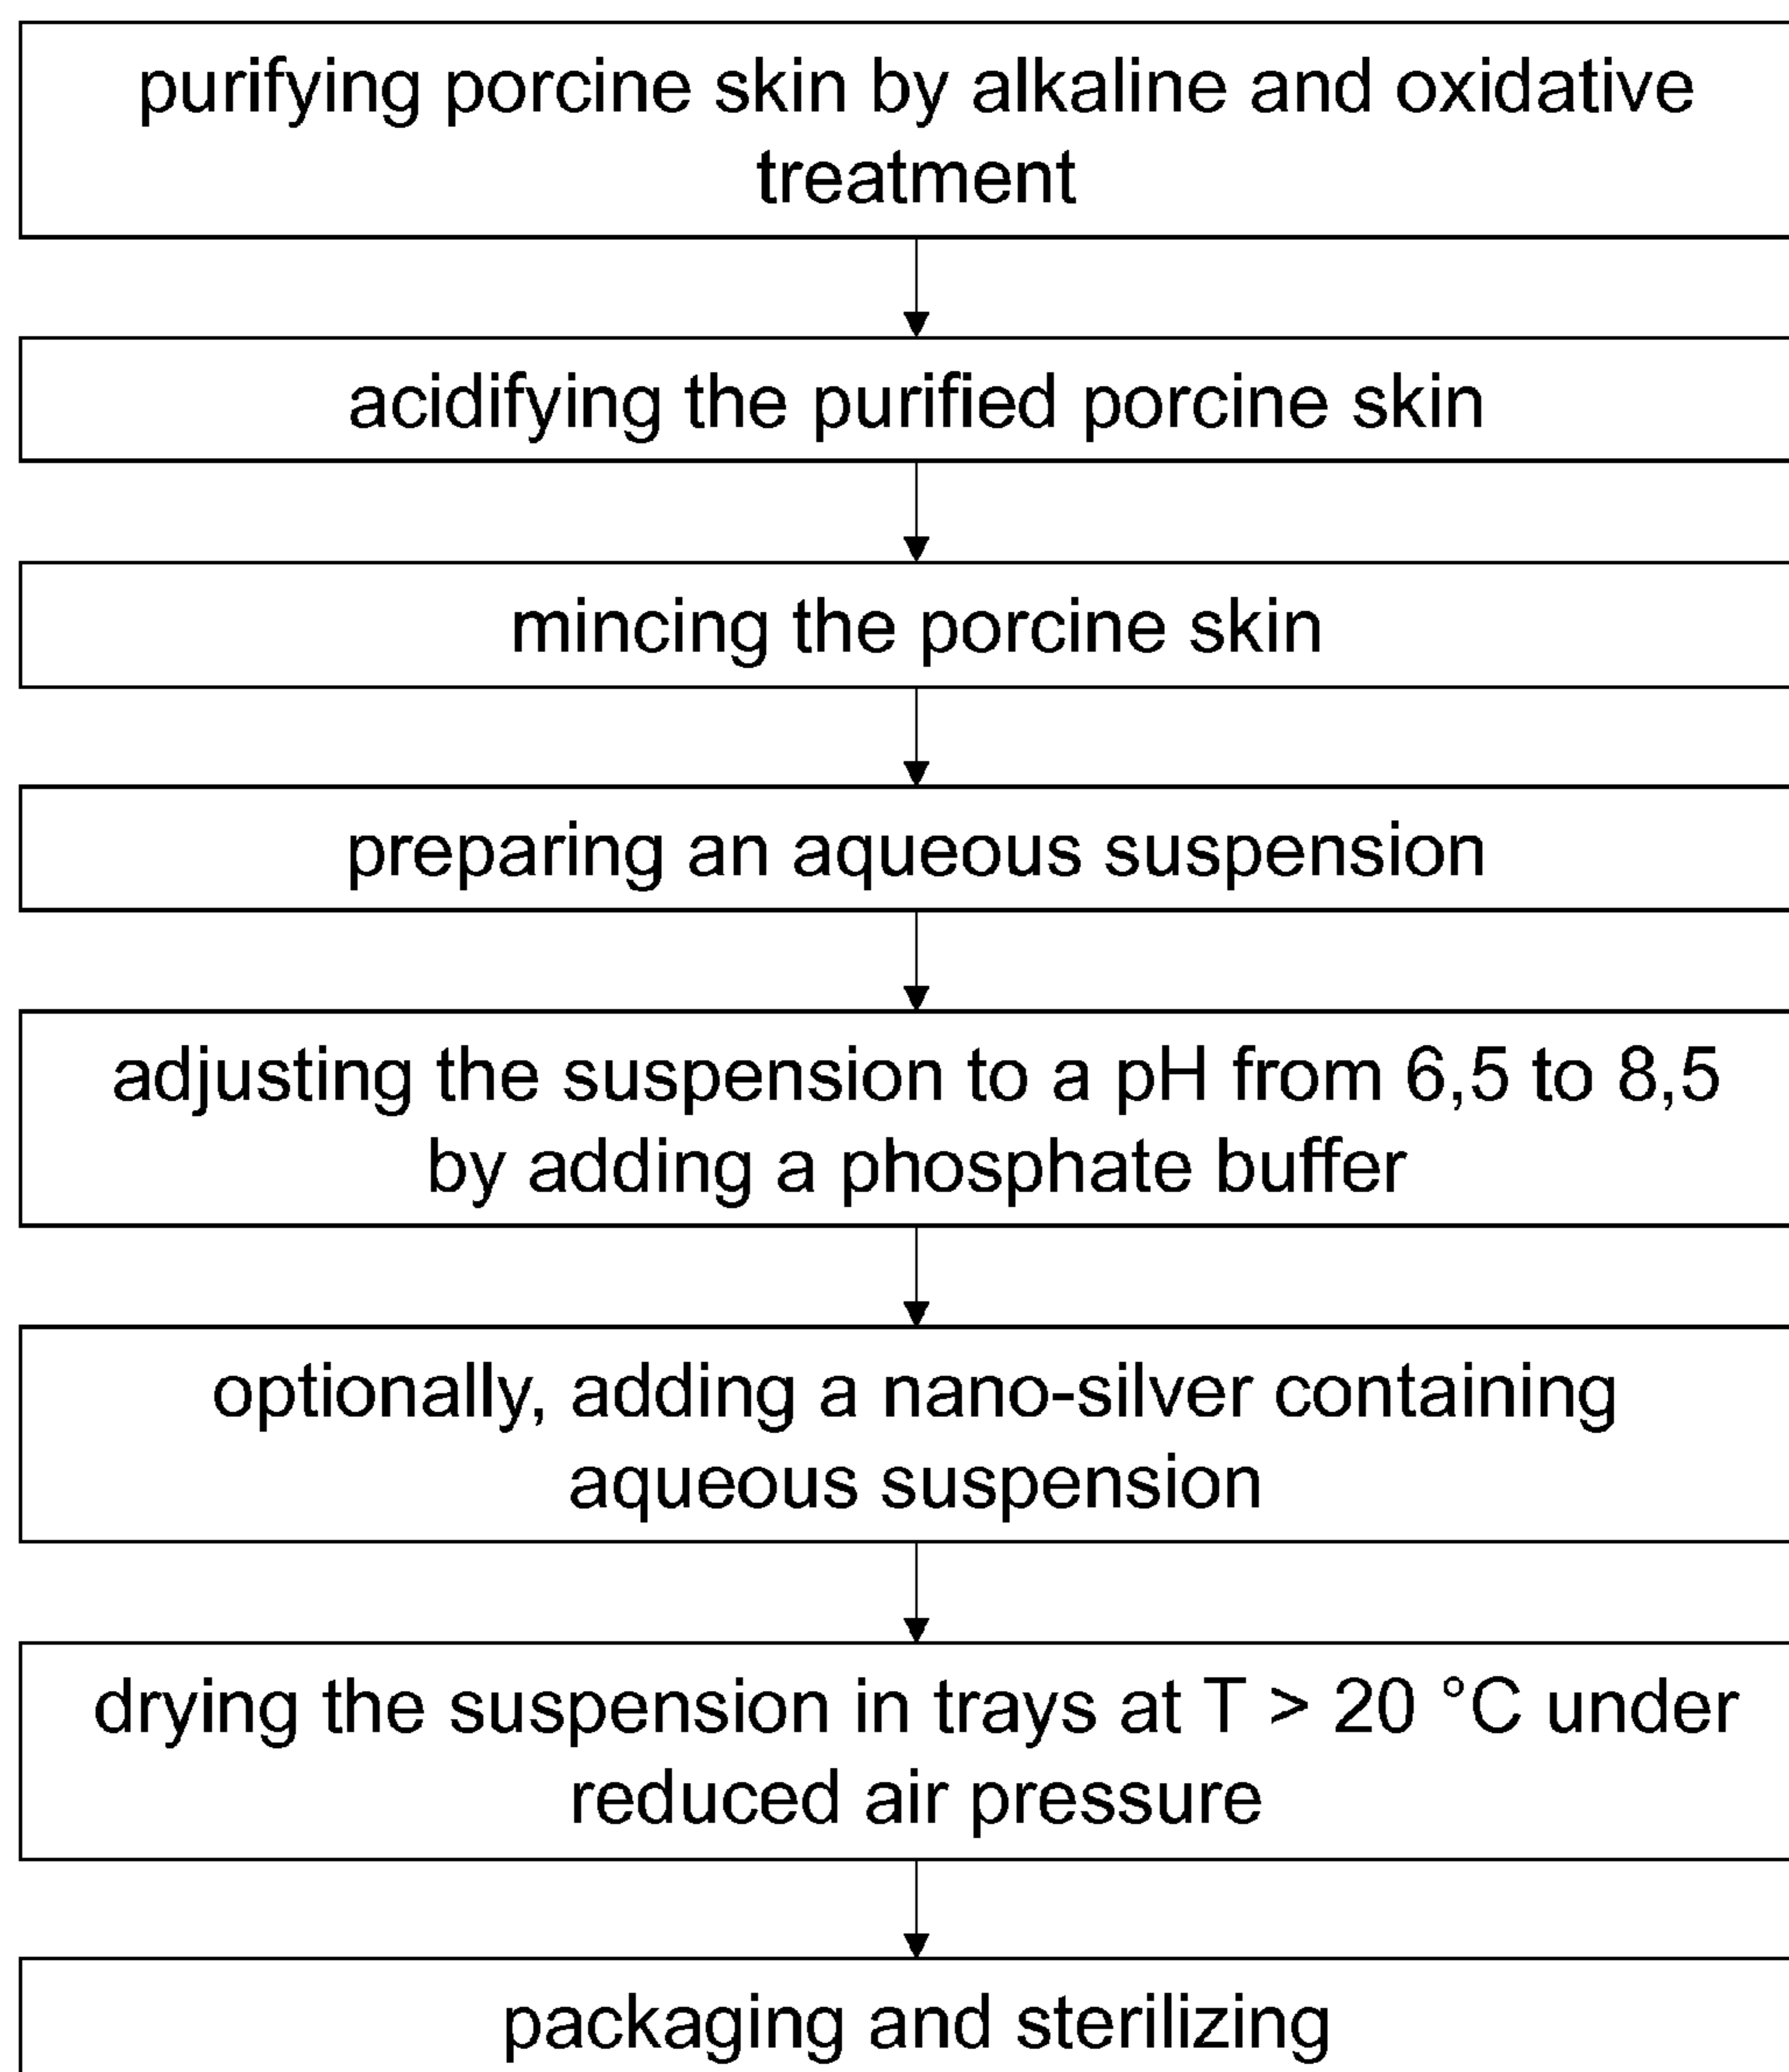 purifying porcine skin by alkaline and oxidative
treatment
acidifying the purified porcine skin
mincing the porcine skin
preparing an aqueous suspension
adjusting the suspension to a pH from 6,5 to 8,5
by adding a phosphate buffer
optionally, adding a nano-silver containing
aqueous suspension
drying the suspension in trays at T > 20 °C under
reduced air pressure
packaging and sterilizing